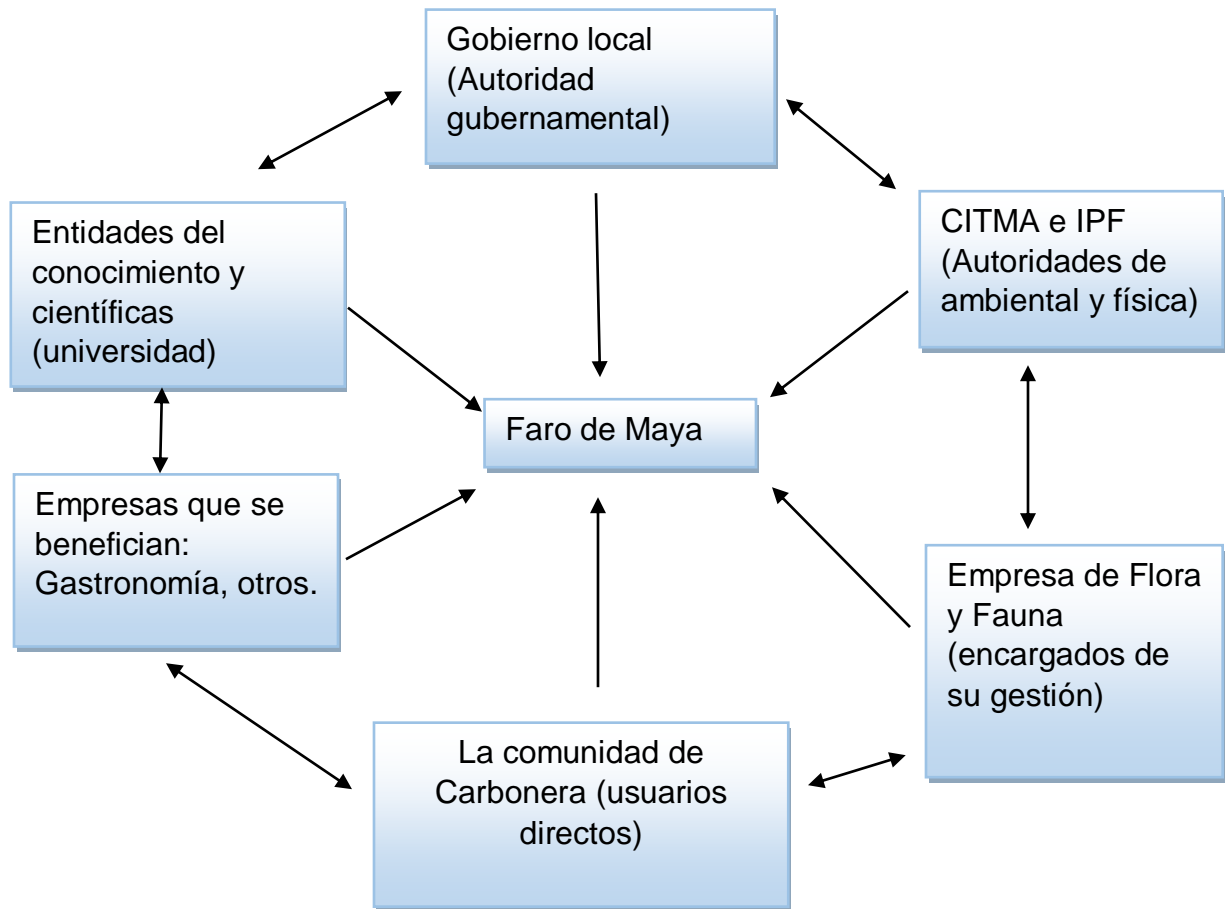 Gobierno local
(Autoridad
gubernamental)
Entidades del
conocimiento y
científicas
(universidad)
CITMA e IPF
(Autoridades de
ambiental y física)
Faro de Maya
Empresas que se
benefician:
Gastronomía, otros.
Empresa de Flora
y Fauna
(encargados de
su gestión)
La comunidad de
Carbonera (usuarios
directos)